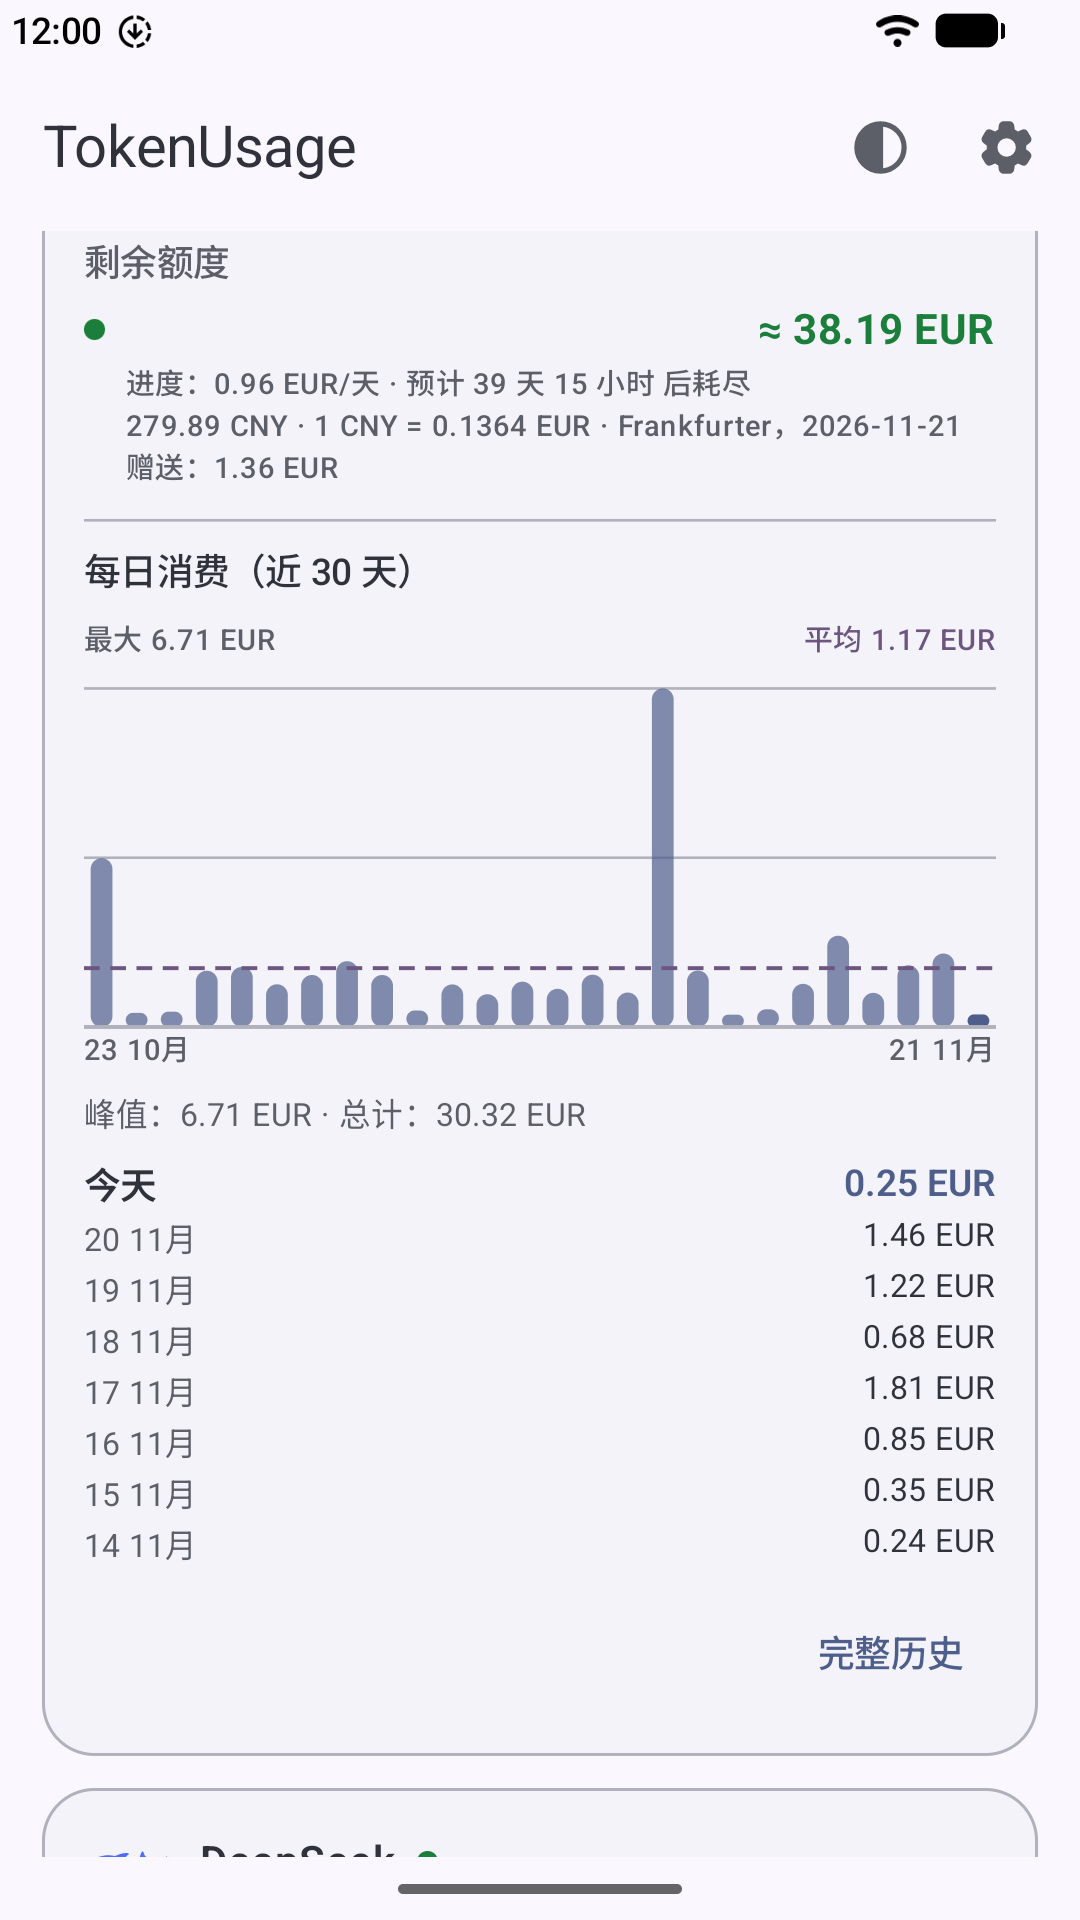 12:00
TokenUsage
剩余额度
≈ 38.19 EUR
进度：0.96 EUR/天 · 预计 39 天 15 小时 后耗尽
279.89 CNY · 1 CNY = 0.1364 EUR · Frankfurter，2026-11-21
赠送：1.36 EUR
每日消费（近 30 天）
最大 6.71 EUR
平均 1.17 EUR
23 10月
21 11月
峰值：6.71 EUR · 总计：30.32 EUR
今天 0.25 EUR
20 11月 1.46 EUR
19 11月 1.22 EUR
18 11月 0.68 EUR
17 11月 1.81 EUR
16 11月 0.85 EUR
15 11月 0.35 EUR
14 11月 0.24 EUR
完整历史
DeepSeek